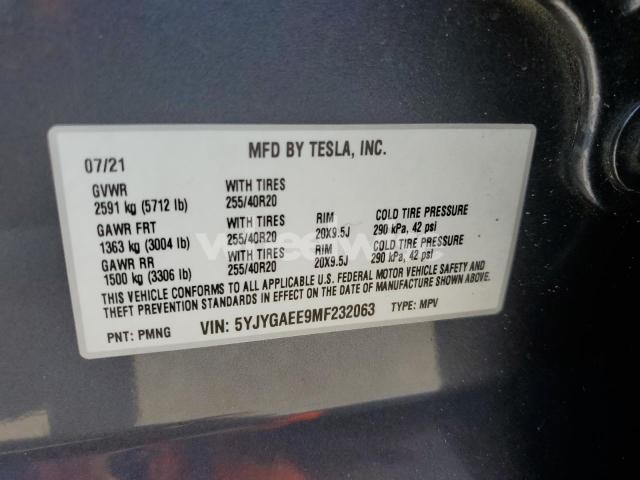 MFD BY TESLA, INC.
07/21
GVWR WITH TIRES
2591 kg (5712 lb) 255/40R20
GAWR FRT WITH TIRES RIM COLD TIRE PRESSURE
1363 kg (3004 lb) 255/40R20 20X9.5J 290 kPa, 42 psi
GAWR RR WITH TIRES RIM COLD TIRE PRESSURE
1500 kg (3306 lb) 255/40R20 20X9.5J 290 kPa, 42 psi
THIS VEHICLE CONFORMS TO ALL APPLICABLE U.S. FEDERAL MOTOR VEHICLE SAFETY AND
THEFT PREVENTION STANDARDS IN EFFECT ON THE DATE OF MANUFACTURE SHOWN ABOVE.
PNT: PMNG VIN: 5YJYGAEE9MF232063 TYPE: MPV